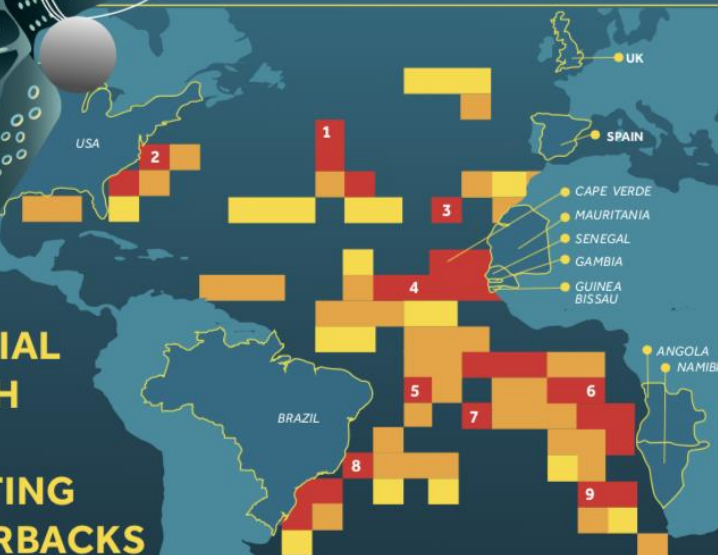 UK
USA
1
2
SPAIN
CAPE VERDE
3
MAURITANIA
SENEGAL
GAMBIA
4
GUINEA
BISSAU
IAL
H
ANGOLA
NAMIB
5
6
BRAZIL
7
8
TING
9
RBACKS